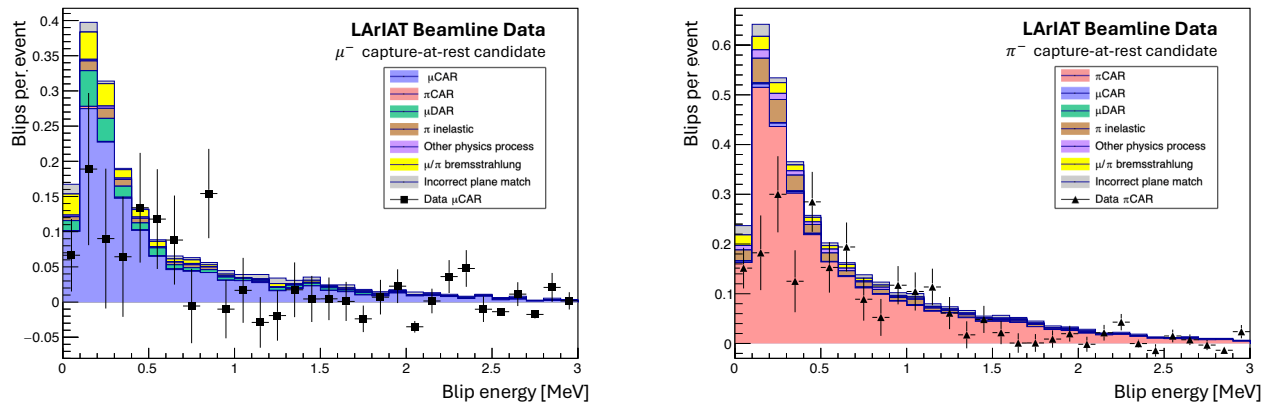 LArIAT Beamline Data
μ⁻ capture-at-rest candidate
μCAR
πCAR
μDAR
π inelastic
Other physics process
μ/π bremsstrahlung
Incorrect plane match
Data μCAR
Blips per event
0.4
0.35
0.3
0.25
0.2
0.15
0.1
0.05
0
−0.05
0 0.5 1 1.5 2 2.5 3
Blip energy [MeV]
LArIAT Beamline Data
π⁻ capture-at-rest candidate
πCAR
μCAR
μDAR
π inelastic
Other physics process
μ/π bremsstrahlung
Incorrect plane match
Data πCAR
Blips per event
0.6
0.4
0.2
0.1
0
0 0.5 1 1.5 2 2.5 3
Blip energy [MeV]